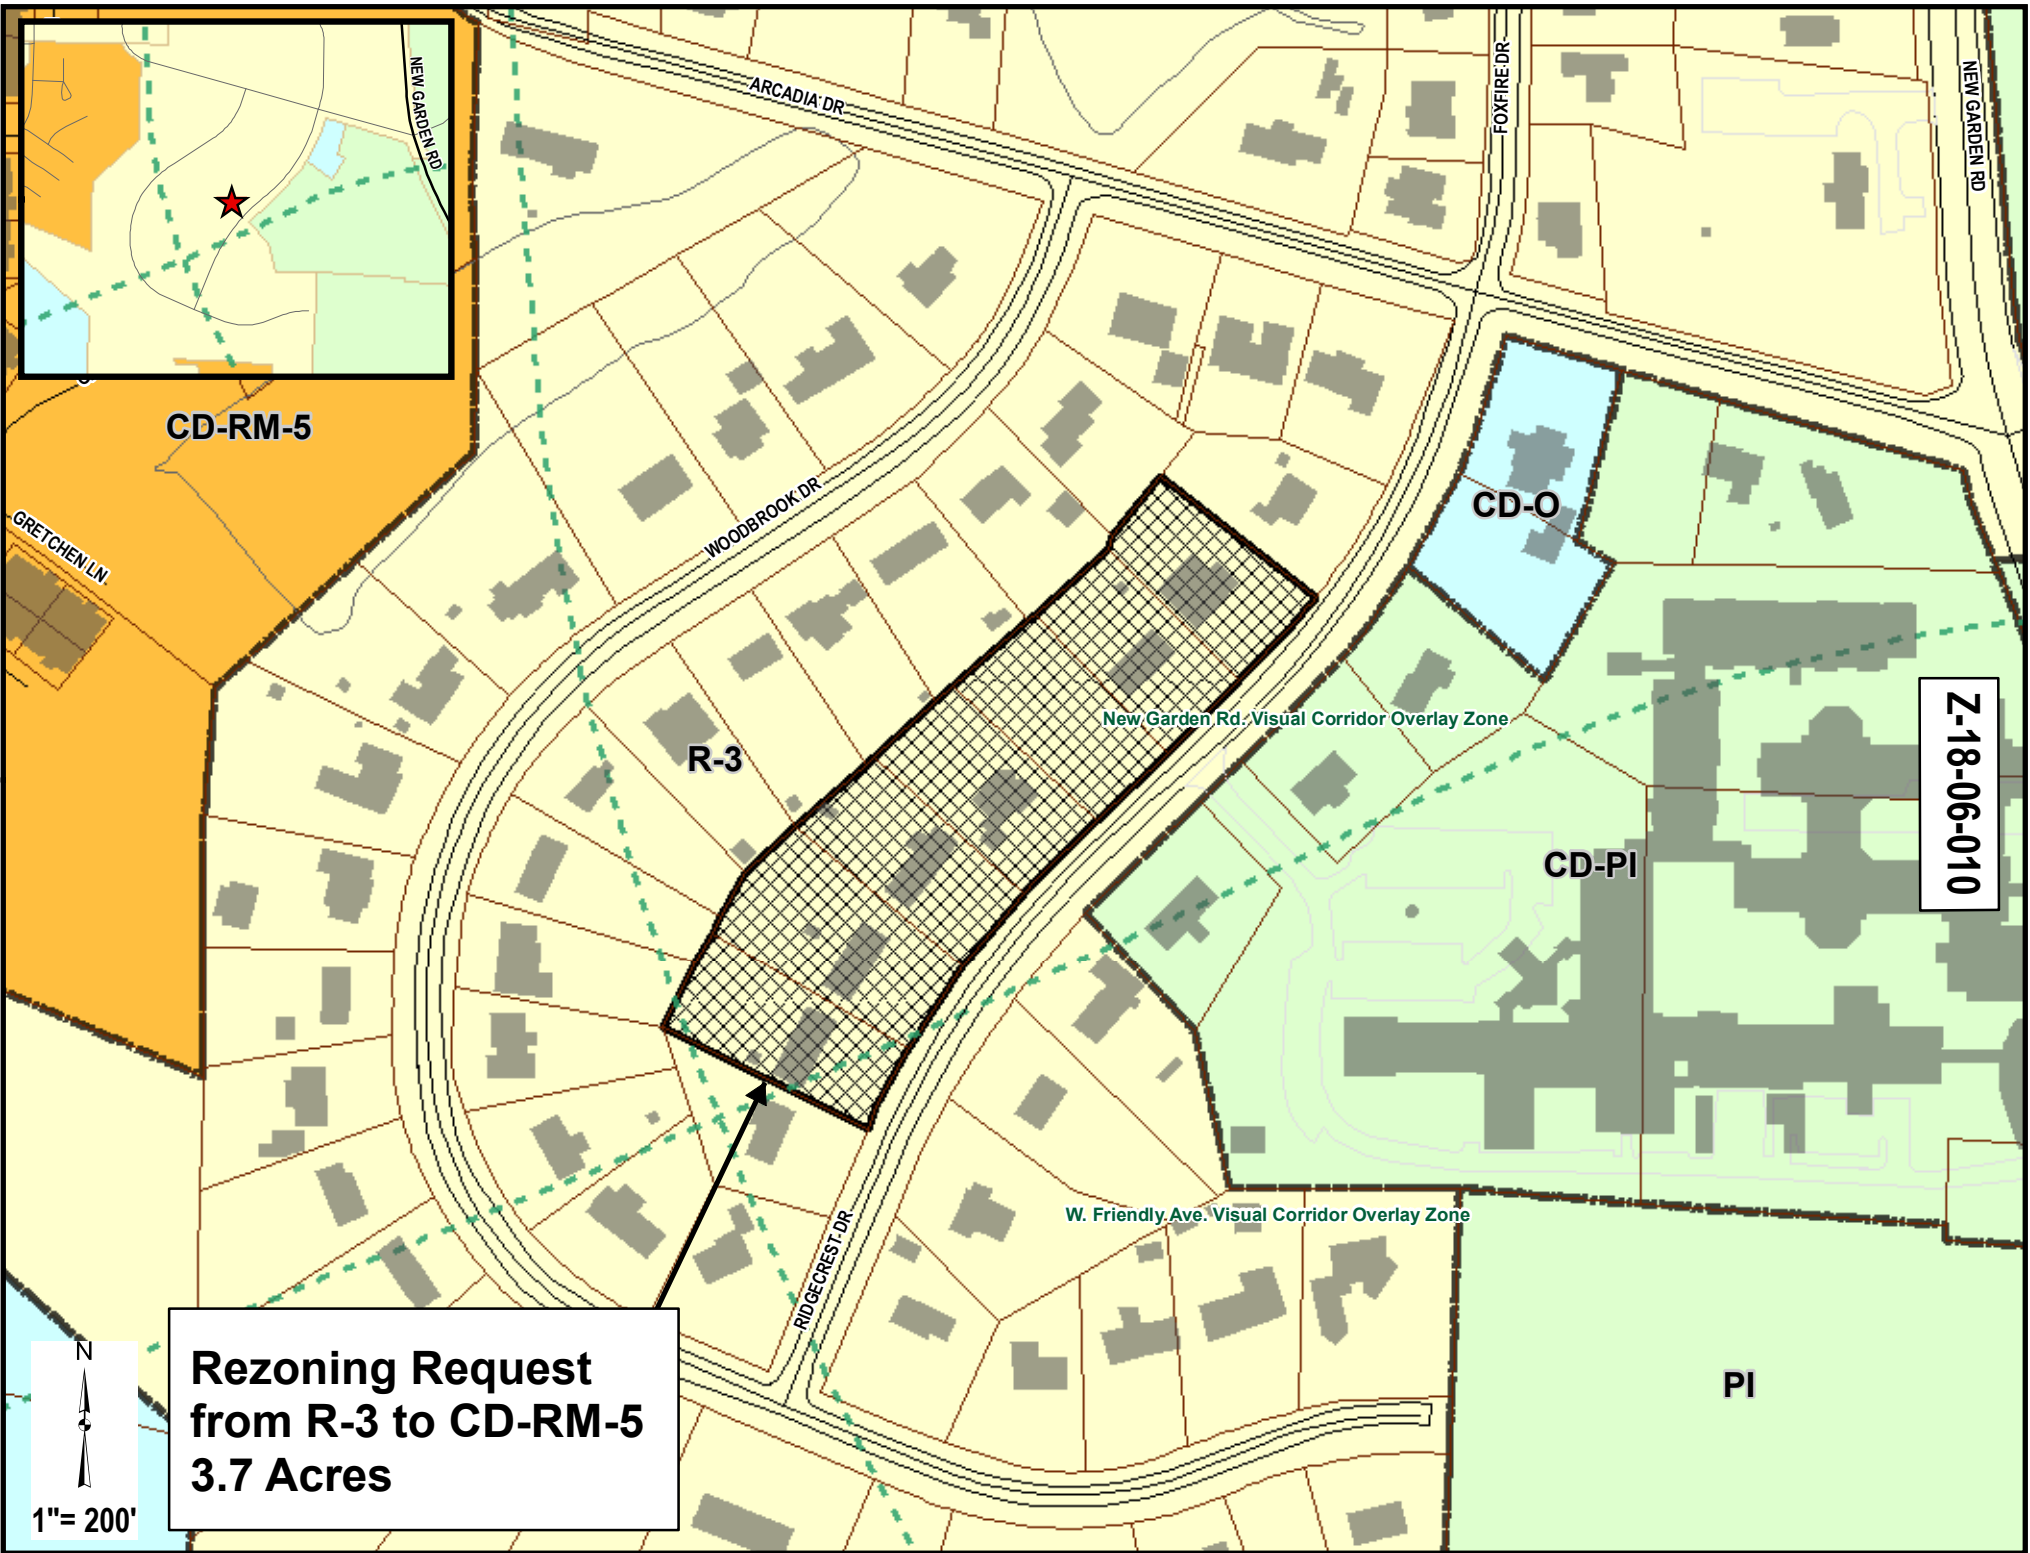 NEW GARDEN RD
ARCADIA DR
FOXFIRE DR
NEW GARDEN RD
CD-RM-5
GRETCHEN LN
WOODBROOK DR
CD-O
New Garden Rd. Visual Corridor Overlay Zone
R-3
Z-18-06-010
CD-PI
W. Friendly Ave. Visual Corridor Overlay Zone
RIDGECREST DR
PI
N
1"= 200'
Rezoning Request
from R-3 to CD-RM-5
3.7 Acres